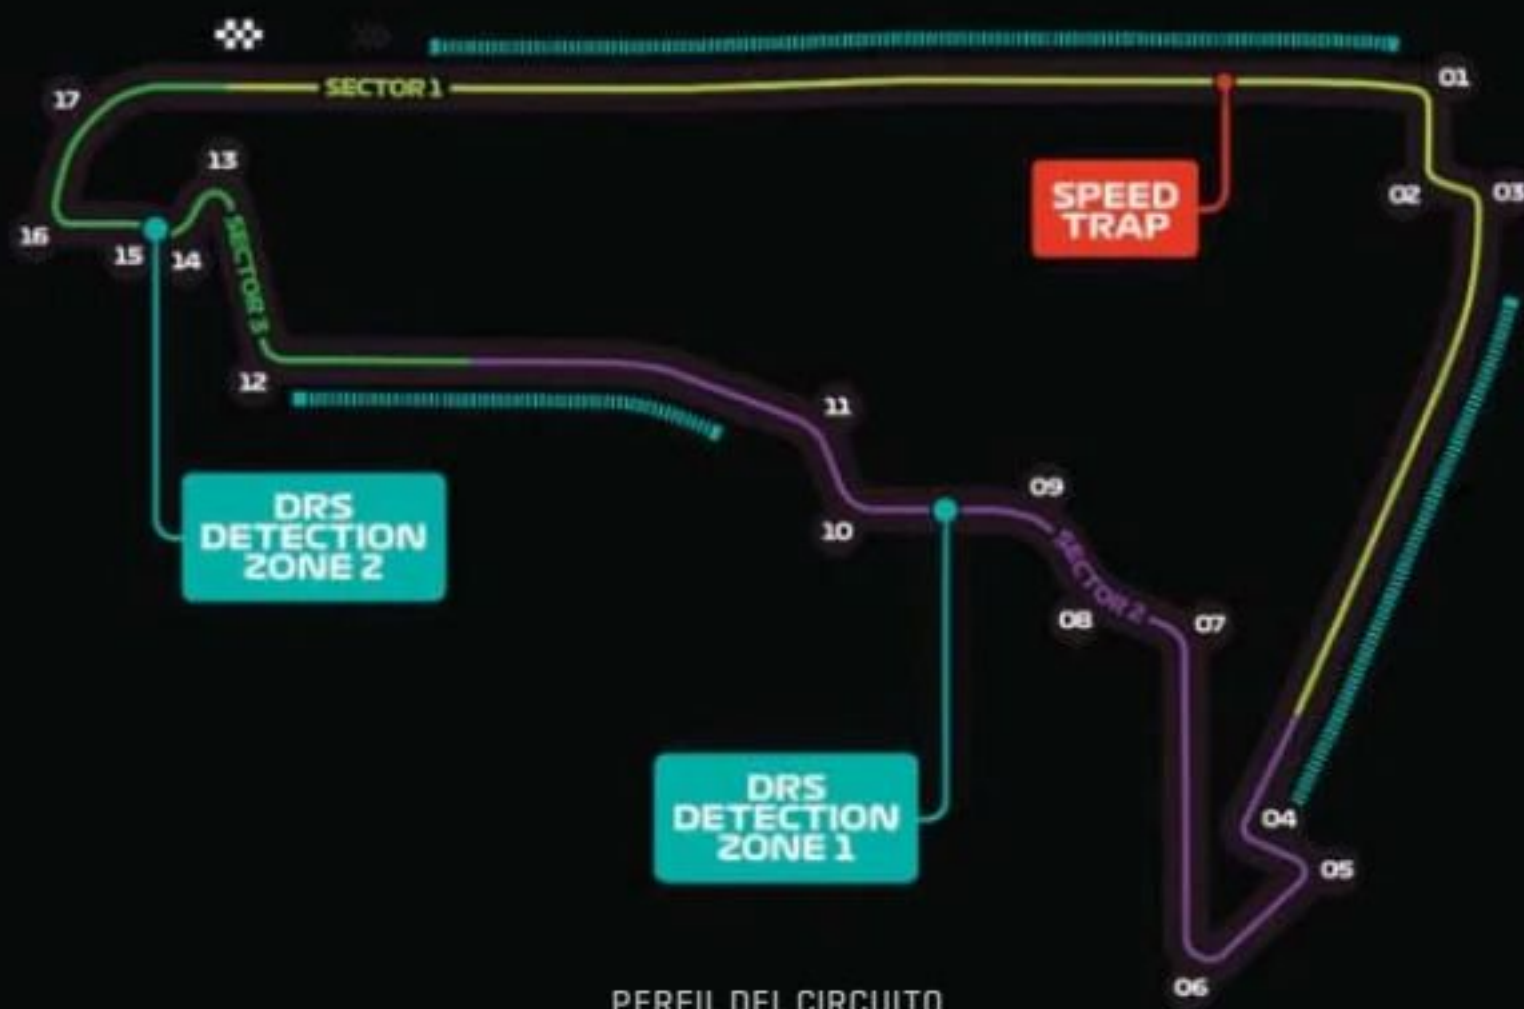 SECTOR 1
01
17
13
SPEED
TRAP
02
03
16
15
14
SECTOR 3
12
11
DRS
DETECTION
ZONE 2
09
10
SECTOR 2
08
07
DRS
DETECTION
ZONE 1
04
05
06
PERFIL DEL CIRCUITO